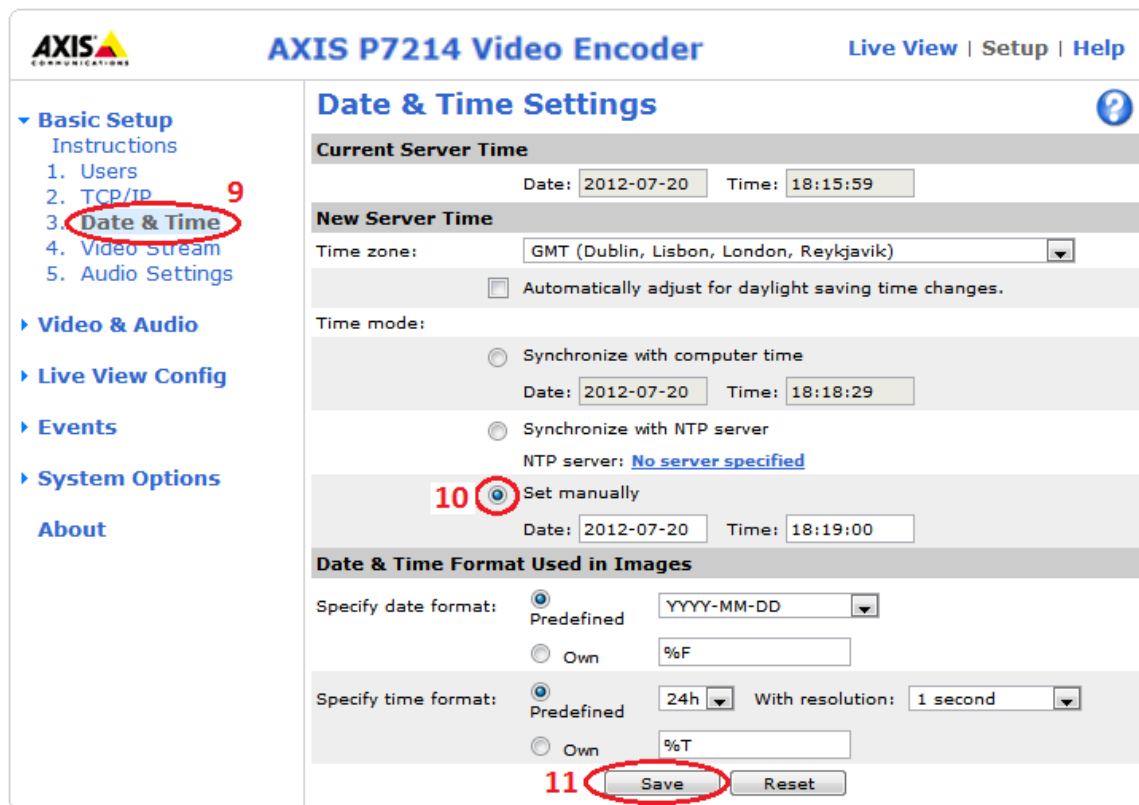 AXIS
COMMUNICATIONS
AXIS P7214 Video Encoder
Live View | Setup | Help
Basic Setup
Instructions
1. Users
2. TCP/IP
9
3. Date & Time
4. Video Stream
5. Audio Settings
Video & Audio
Live View Config
Events
System Options
About
Date & Time Settings
?
Current Server Time
Date: 2012-07-20 Time: 18:15:59
New Server Time
Time zone: GMT (Dublin, Lisbon, London, Reykjavik)
Automatically adjust for daylight saving time changes.
Time mode:
Synchronize with computer time
Date: 2012-07-20 Time: 18:18:29
Synchronize with NTP server
NTP server: No server specified
10 Set manually
Date: 2012-07-20 Time: 18:19:00
Date & Time Format Used in Images
Specify date format: Predefined YYYY-MM-DD
Own %F
Specify time format: Predefined 24h With resolution: 1 second
Own %T
11 Save Reset